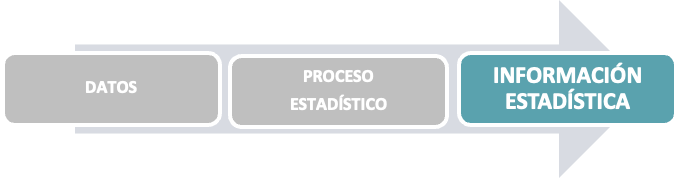 DATOS
PROCESO
ESTADÍSTICO
INFORMACIÓN
ESTADÍSTICA